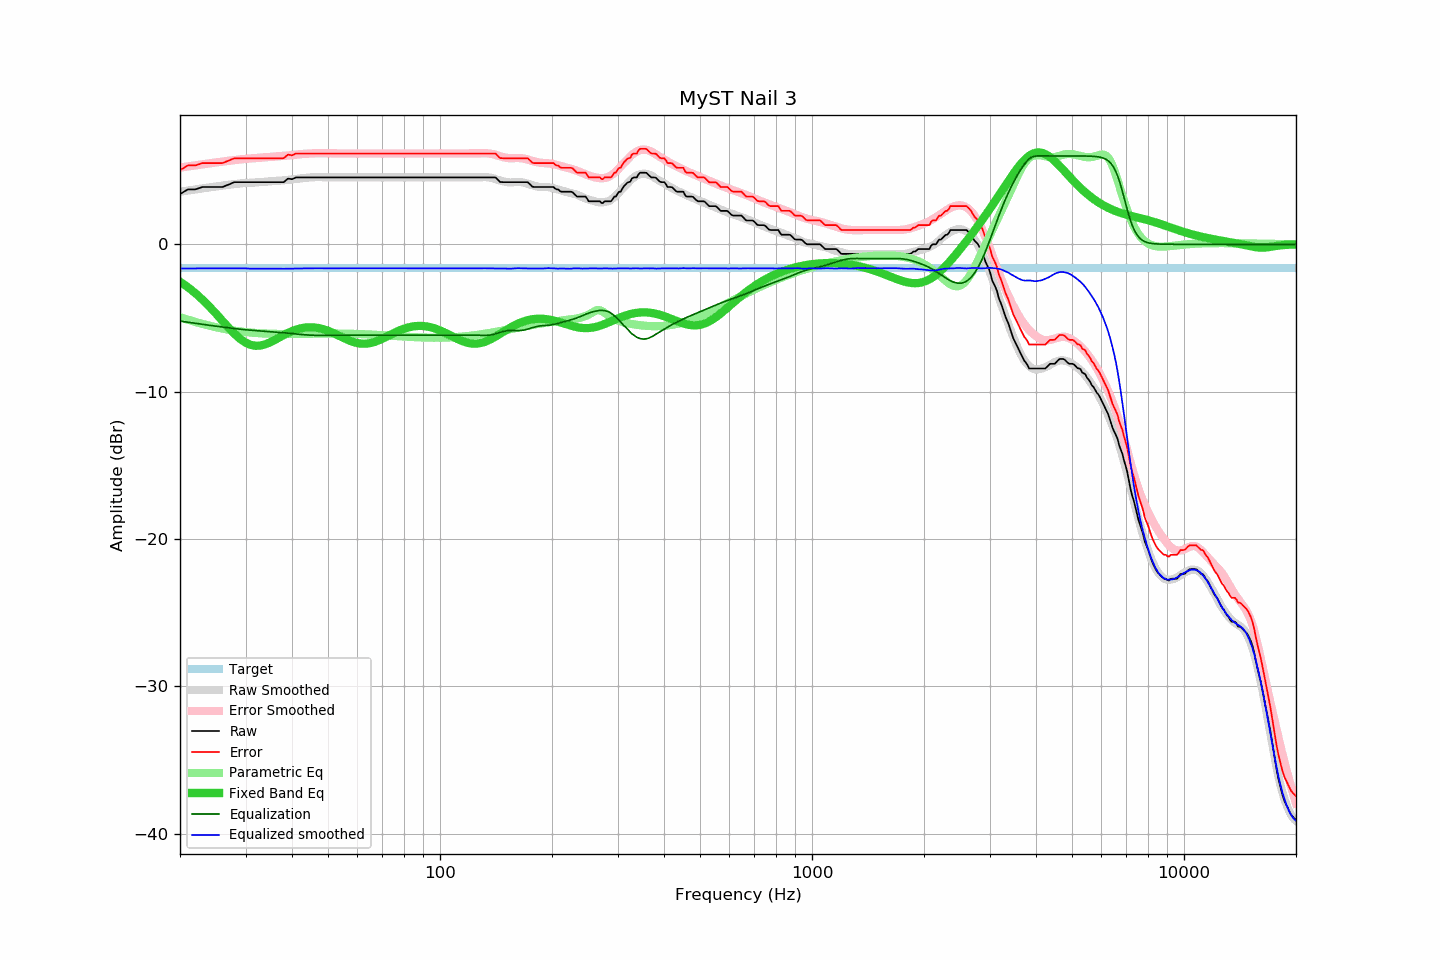 MyST Nail 3
Amplitude (dBr)
0
−10
−20
−30
−40
Target
Raw Smoothed
Error Smoothed
Raw
Error
Parametric Eq
Fixed Band Eq
Equalization
Equalized smoothed
100
1000
10000
Frequency (Hz)